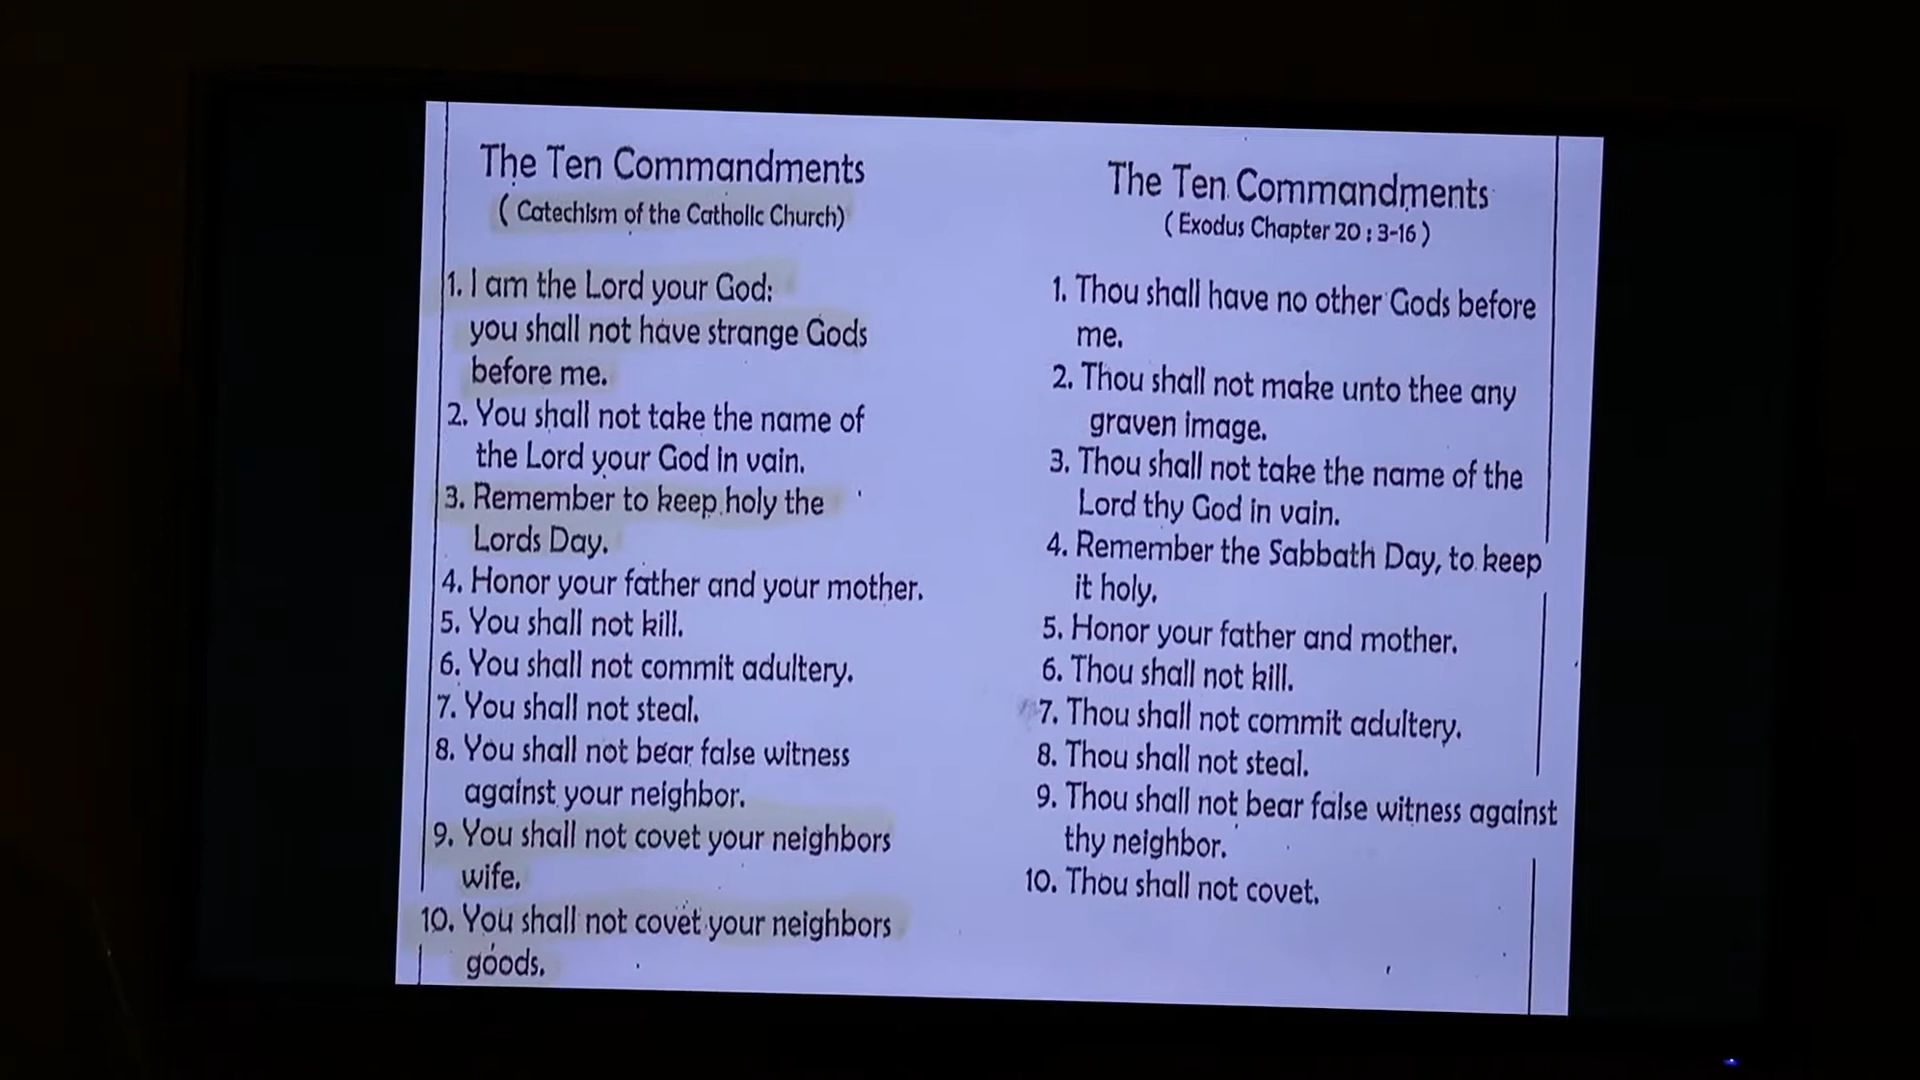 The Ten Commandments
( Catechism of the Catholic Church)
1. I am the Lord your God:
you shall not have strange Gods
before me.
2. You shall not take the name of
the Lord your God in vain.
3. Remember to keep holy the
Lords Day.
4. Honor your father and your mother.
5. You shall not kill.
6. You shall not commit adultery.
7. You shall not steal.
8. You shall not bear false witness
against your neighbor.
9. You shall not covet your neighbors
wife.
10. You shall not covet your neighbors
goods.
The Ten Commandments
( Exodus Chapter 20 : 3-16 )
1. Thou shall have no other Gods before
me.
2. Thou shall not make unto thee any
graven image.
3. Thou shall not take the name of the
Lord thy God in vain.
4. Remember the Sabbath Day, to keep
it holy.
5. Honor your father and mother.
6. Thou shall not kill.
7. Thou shall not commit adultery.
8. Thou shall not steal.
9. Thou shall not bear false witness against
thy neighbor.
10. Thou shall not covet.